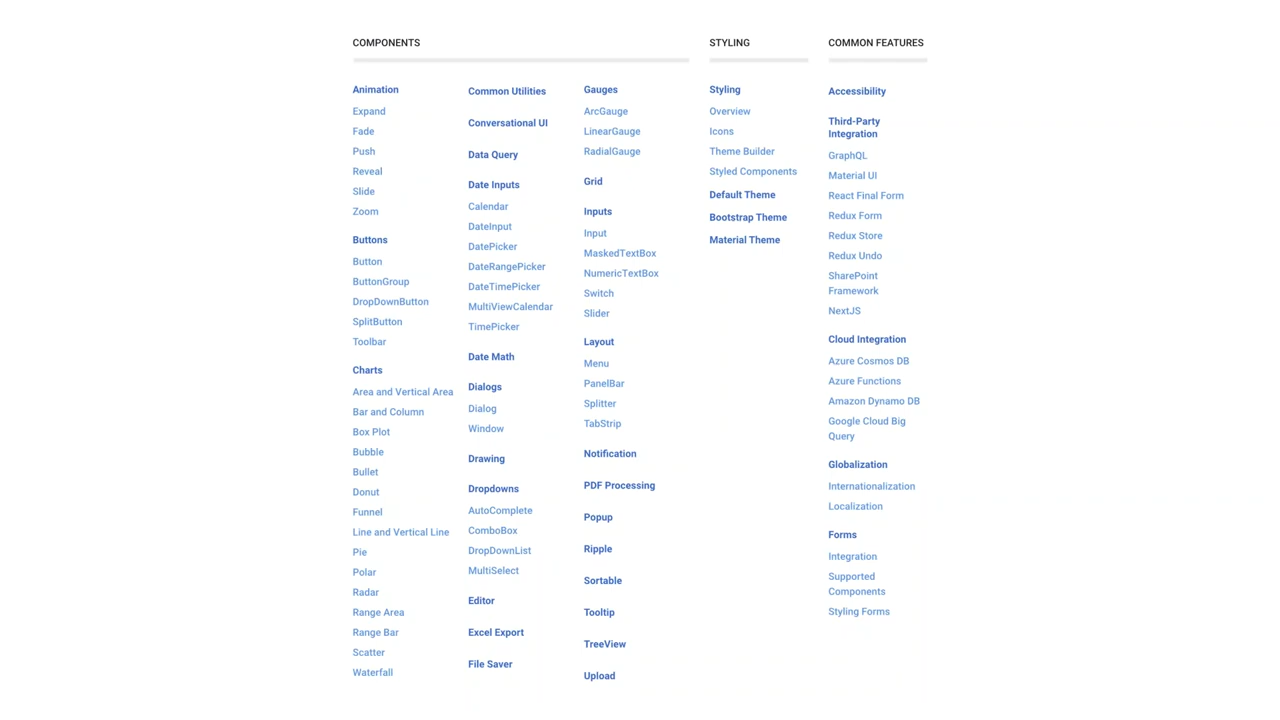 COMPONENTS
Animation
Expand
Fade
Push
Reveal
Slide
Zoom
Buttons
Button
ButtonGroup
DropDownButton
SplitButton
Toolbar
Charts
Area and Vertical Area
Bar and Column
Box Plot
Bubble
Bullet
Donut
Funnel
Line and Vertical Line
Pie
Polar
Radar
Range Area
Range Bar
Scatter
Waterfall
Common Utilities
Conversational UI
Data Query
Date Inputs
Calendar
DateInput
DatePicker
DateRangePicker
DateTimePicker
MultiViewCalendar
TimePicker
Date Math
Dialogs
Dialog
Window
Drawing
Dropdowns
AutoComplete
ComboBox
DropDownList
MultiSelect
Editor
Excel Export
File Saver
Gauges
ArcGauge
LinearGauge
RadialGauge
Grid
Inputs
Input
MaskedTextBox
NumericTextBox
Switch
Slider
Layout
Menu
PanelBar
Splitter
TabStrip
Notification
PDF Processing
Popup
Ripple
Sortable
Tooltip
TreeView
Upload
STYLING
Styling
Overview
Icons
Theme Builder
Styled Components
Default Theme
Bootstrap Theme
Material Theme
COMMON FEATURES
Accessibility
Third-Party
Integration
GraphQL
Material UI
React Final Form
Redux Form
Redux Store
Redux Undo
SharePoint
Framework
NextJS
Cloud Integration
Azure Cosmos DB
Azure Functions
Amazon Dynamo DB
Google Cloud Big
Query
Globalization
Internationalization
Localization
Forms
Integration
Supported
Components
Styling Forms